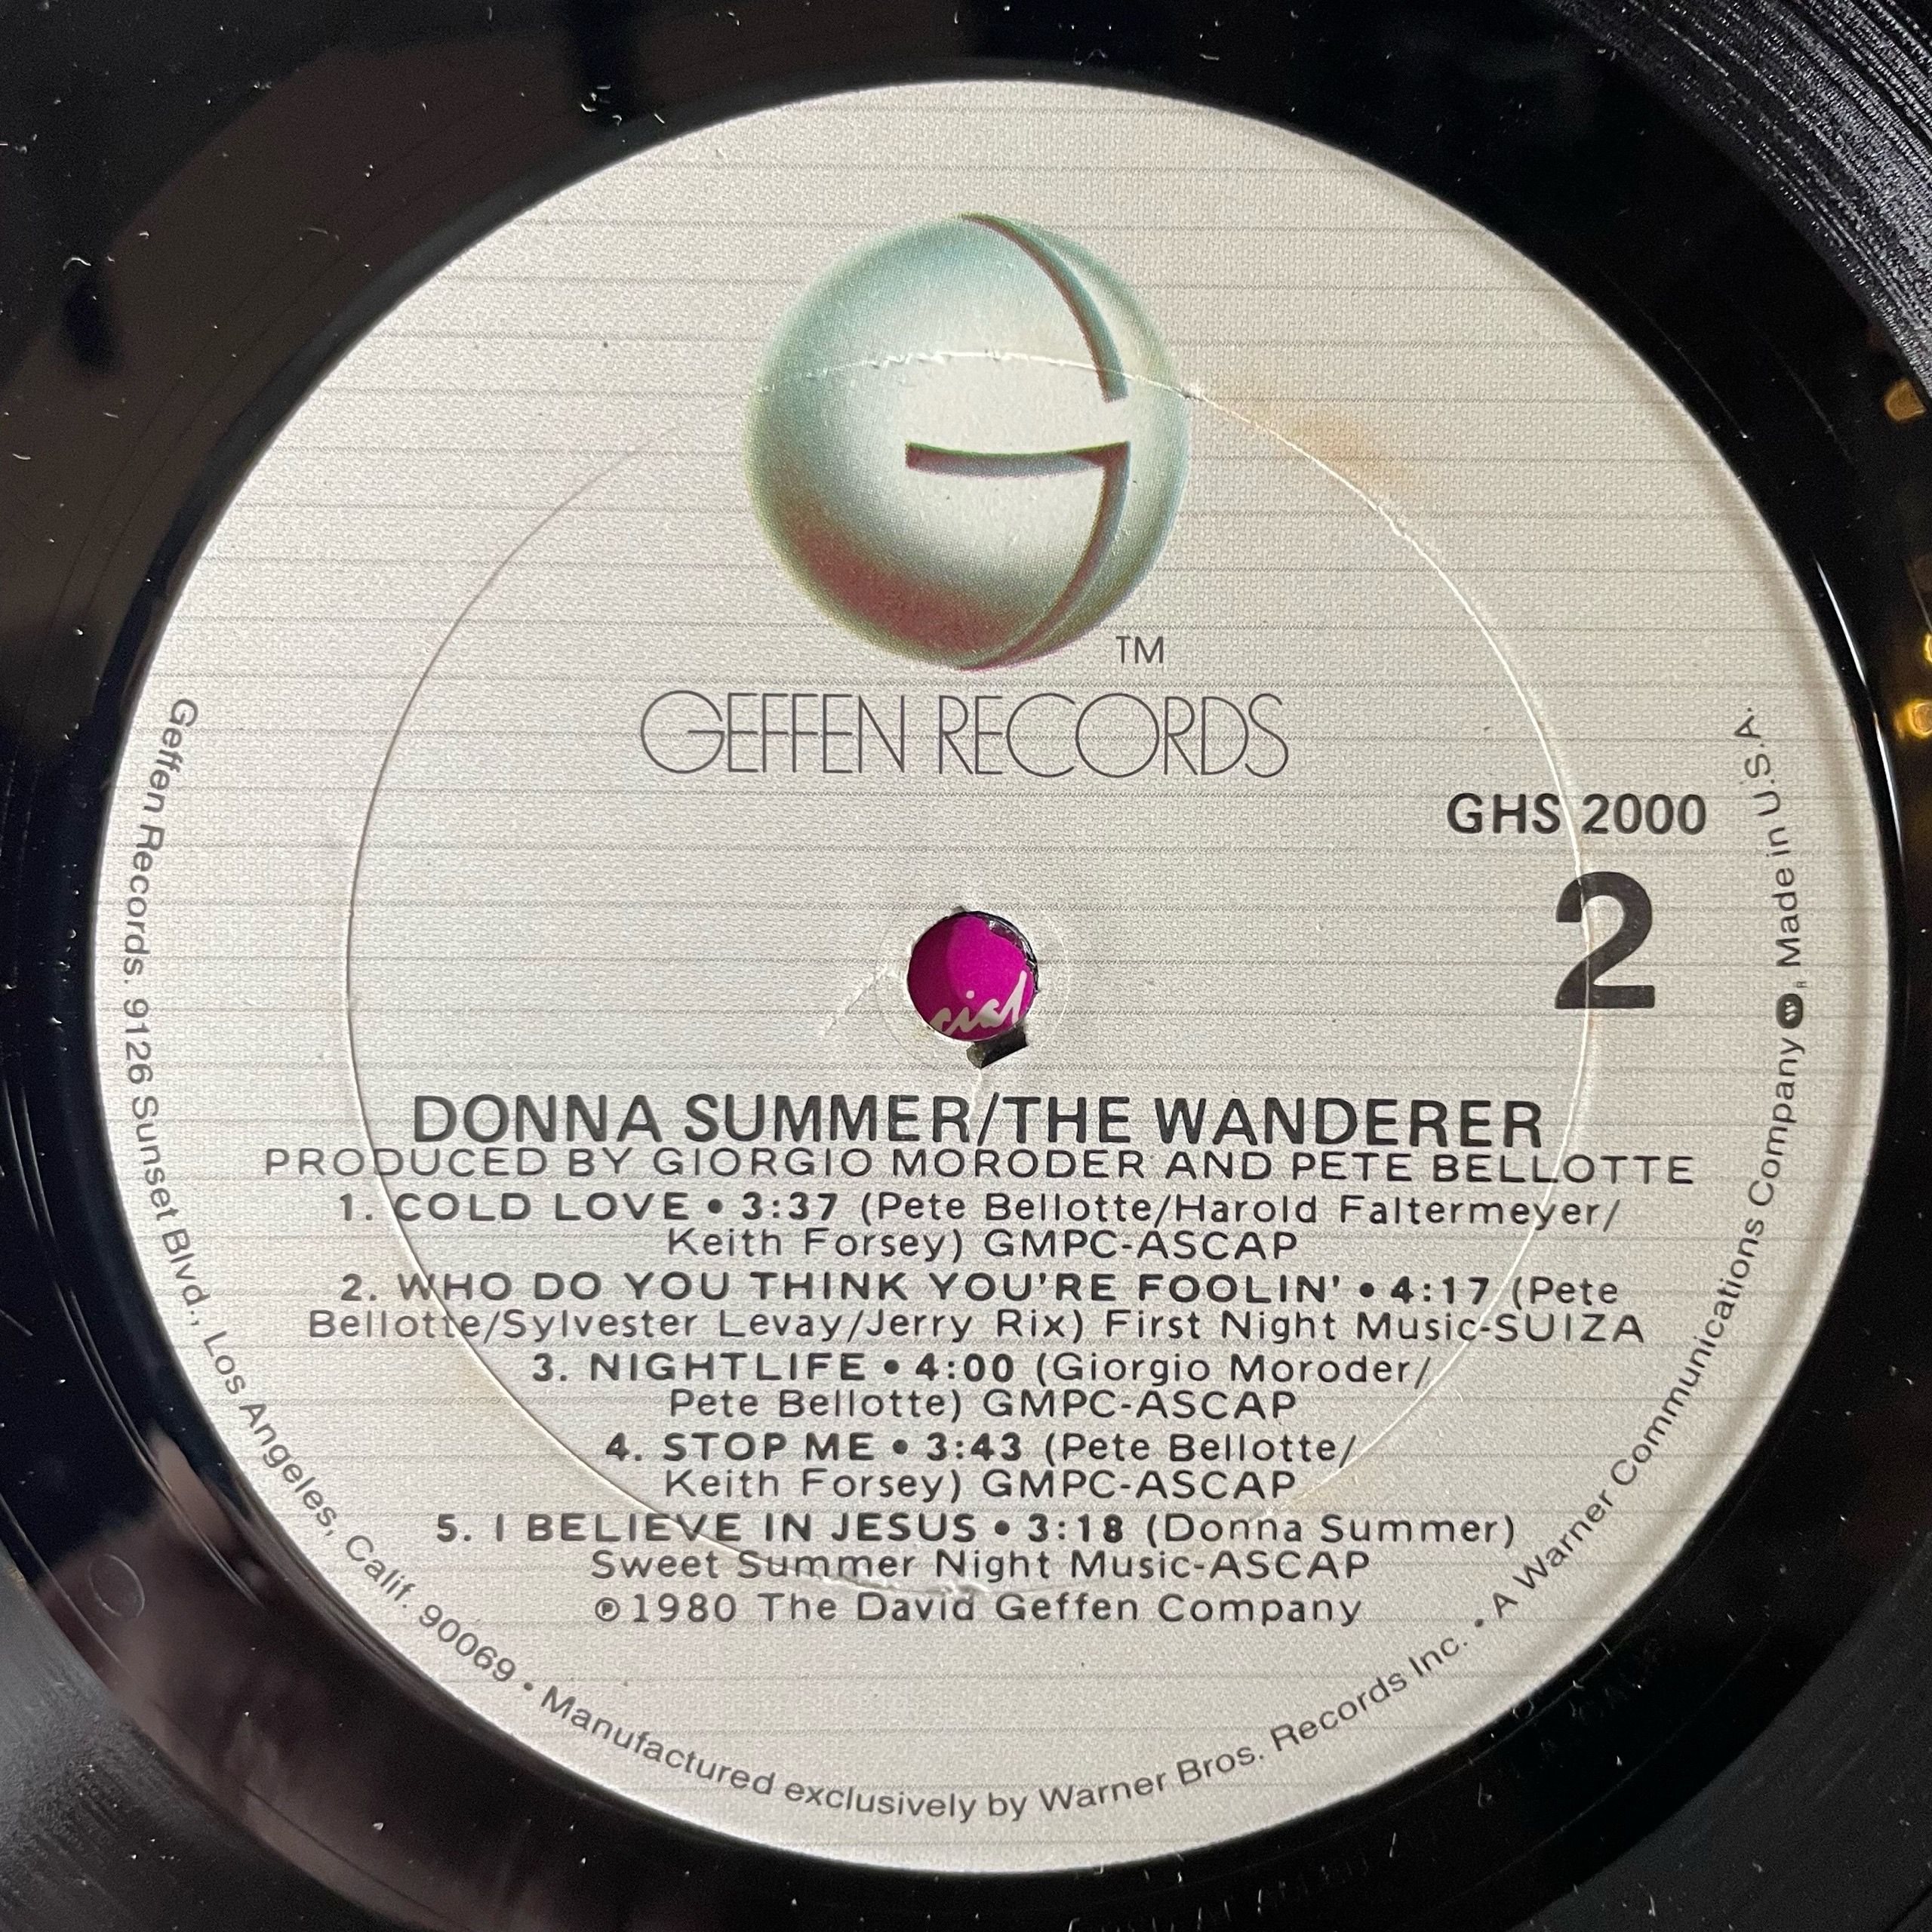 TM
GEFFEN RECORDS
GHS 2000
2
DONNA SUMMER/THE WANDERER
PRODUCED BY GIORGIO MORODER AND PETE BELLOTTE
1. COLD LOVE • 3:37 (Pete Bellotte/Harold Faltermeyer/
Keith Forsey) GMPC-ASCAP
2. WHO DO YOU THINK YOU'RE FOOLIN' • 4:17 (Pete
Bellotte/Sylvester Levay/Jerry Rix) First Night Music-SUIZA
3. NIGHTLIFE • 4:00 (Giorgio Moroder/
Pete Bellotte) GMPC-ASCAP
4. STOP ME • 3:43 (Pete Bellotte/
Keith Forsey) GMPC-ASCAP
5. I BELIEVE IN JESUS • 3:18 (Donna Summer)
Sweet Summer Night Music-ASCAP
℗1980 The David Geffen Company
Geffen Records. 9126 Sunset Blvd., Los Angeles, Calif. 90069 • Manufactured exclusively by Warner Bros. Records Inc. • A Warner Communications Company ® Made in U.S.A.